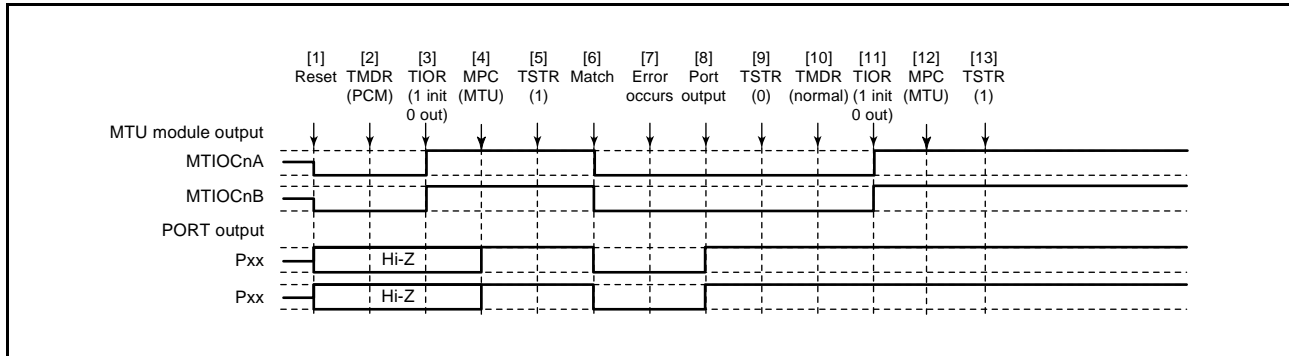 [1] [2] [3] [4] [5] [6] [7] [8] [9] [10] [11] [12] [13]
Reset TMDR TIOR MPC TSTR Match Error Port TSTR TMDR TIOR MPC TSTR
(PCM) (1 init (MTU) (1) occurs output (0) (normal) (1 init (MTU) (1)
0 out) 0 out)
MTU module output
MTIOCnA
MTIOCnB
PORT output
Pxx Hi-Z
Pxx Hi-Z